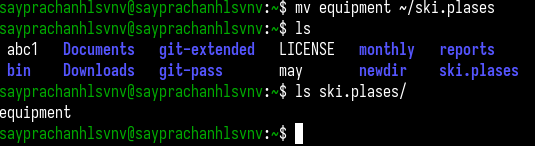 sayprachanhlsvnv@sayprachanhlsvnv:~$ mv equipment ~/ski.plases
sayprachanhlsvnv@sayprachanhlsvnv:~$ ls
abc1 Documents git-extended LICENSE monthly reports
bin Downloads git-pass may newdir ski.plases
sayprachanhlsvnv@sayprachanhlsvnv:~$ ls ski.plases/
equipment
sayprachanhlsvnv@sayprachanhlsvnv:~$